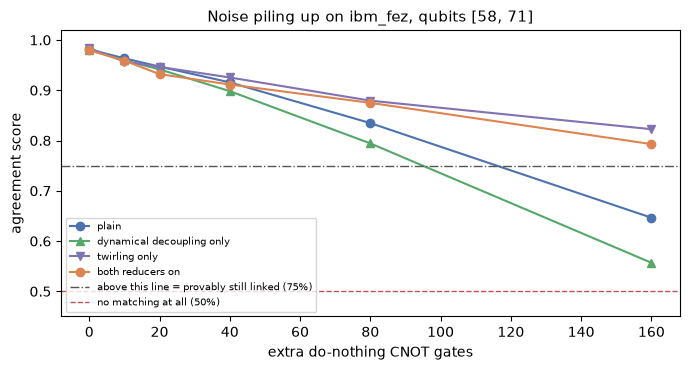 Noise piling up on ibm_fez, qubits [58, 71]
agreement score
1.0
0.9
0.8
0.7
0.6
0.5
plain
dynamical decoupling only
twirling only
both reducers on
above this line = provably still linked (75%)
no matching at all (50%)
0 20 40 60 80 100 120 140 160
extra do-nothing CNOT gates